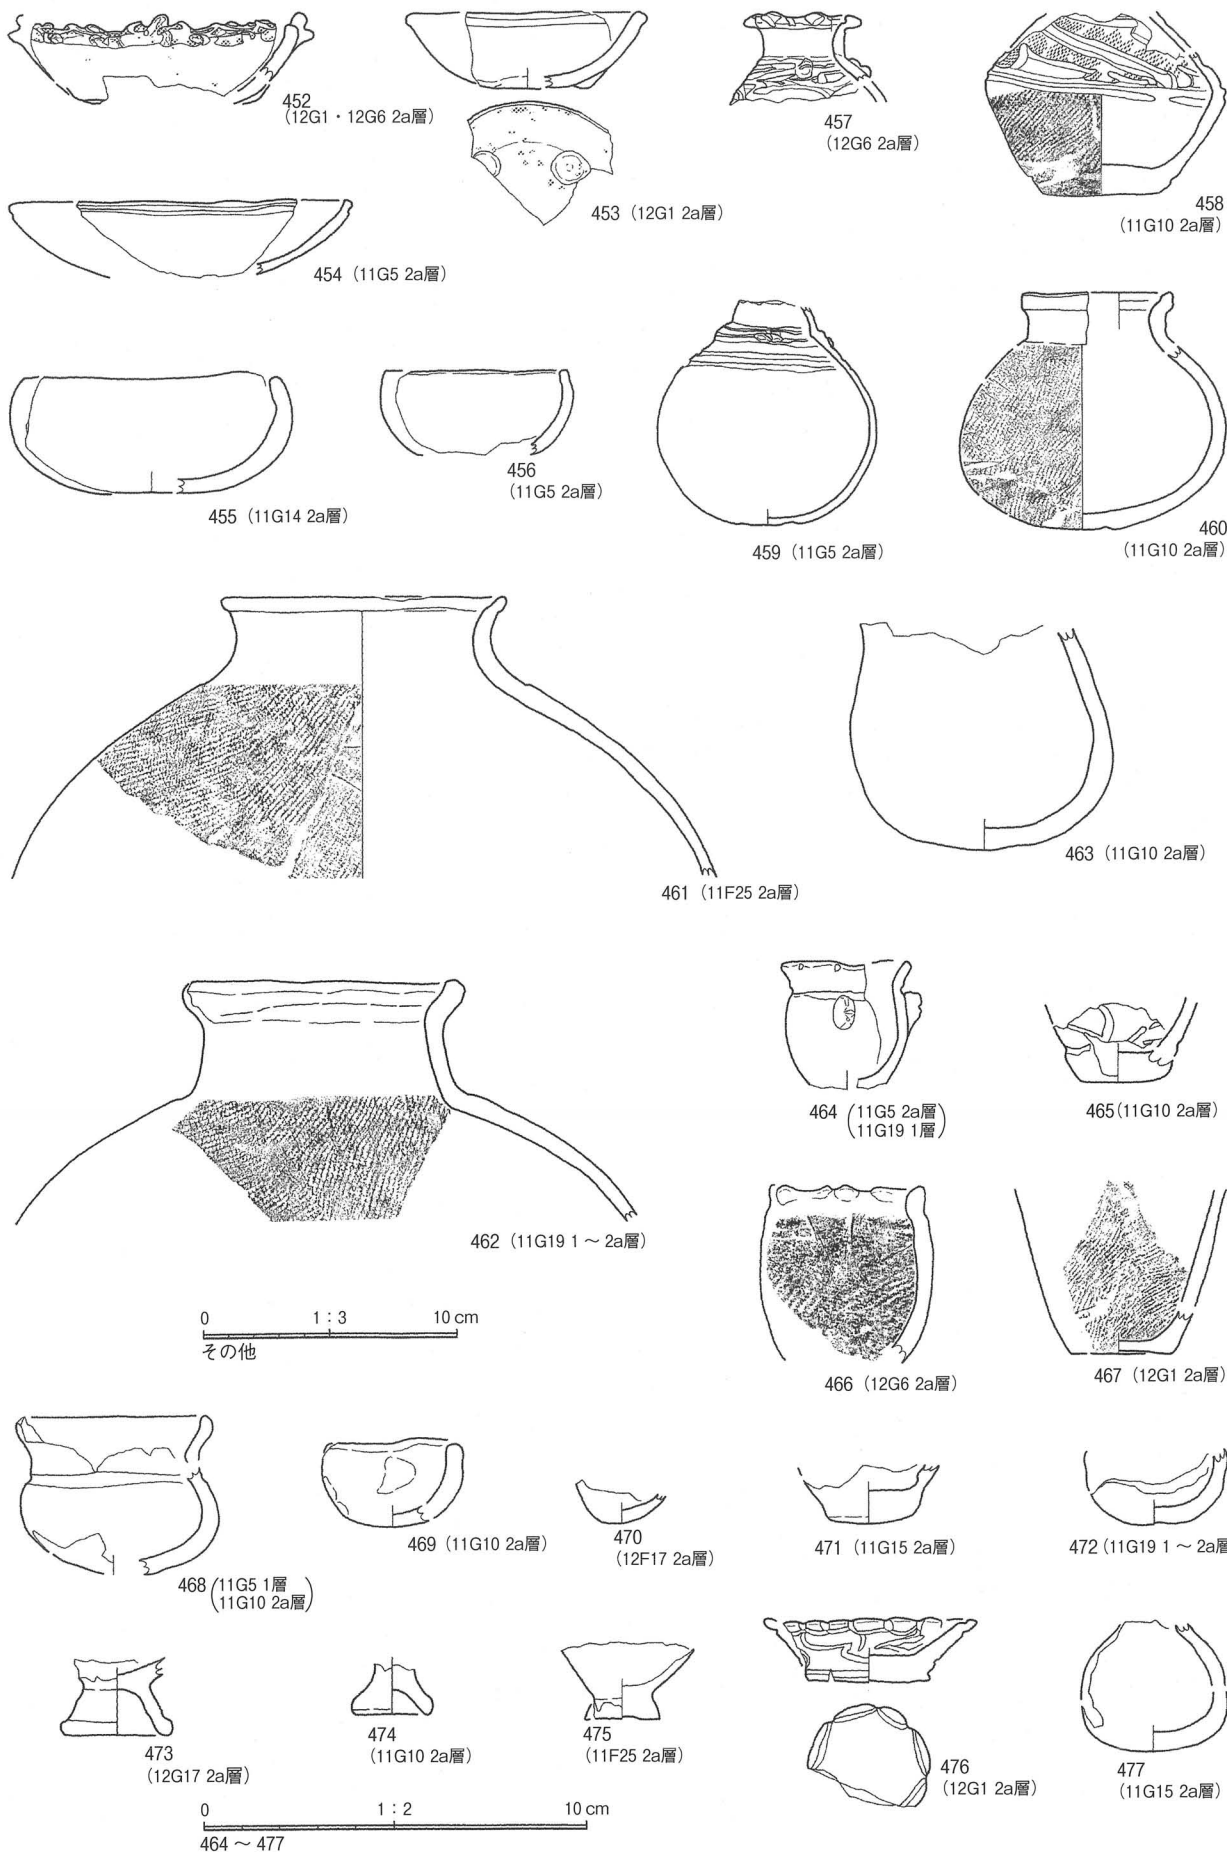 452
(12G1・12G6 2a層)
453 (12G1 2a層)
457
(12G6 2a層)
458
(11G10 2a層)
454 (11G5 2a層)
455 (11G14 2a層)
456
(11G5 2a層)
459 (11G5 2a層)
460
(11G10 2a層)
461 (11F25 2a層)
463 (11G10 2a層)
462 (11G19 1～2a層)
464 (11G5 2a層
11G19 1層)
465 (11G10 2a層)
466 (12G6 2a層)
467 (12G1 2a層)
0 1：3 10 cm
その他
468 (11G5 1層
11G10 2a層)
469 (11G10 2a層)
470
(12F17 2a層)
471 (11G15 2a層)
472 (11G19 1～2a層
473
(12G17 2a層)
474
(11G10 2a層)
475
(11F25 2a層)
476
(12G1 2a層)
477
(11G15 2a層)
0 1：2 10 cm
464～477